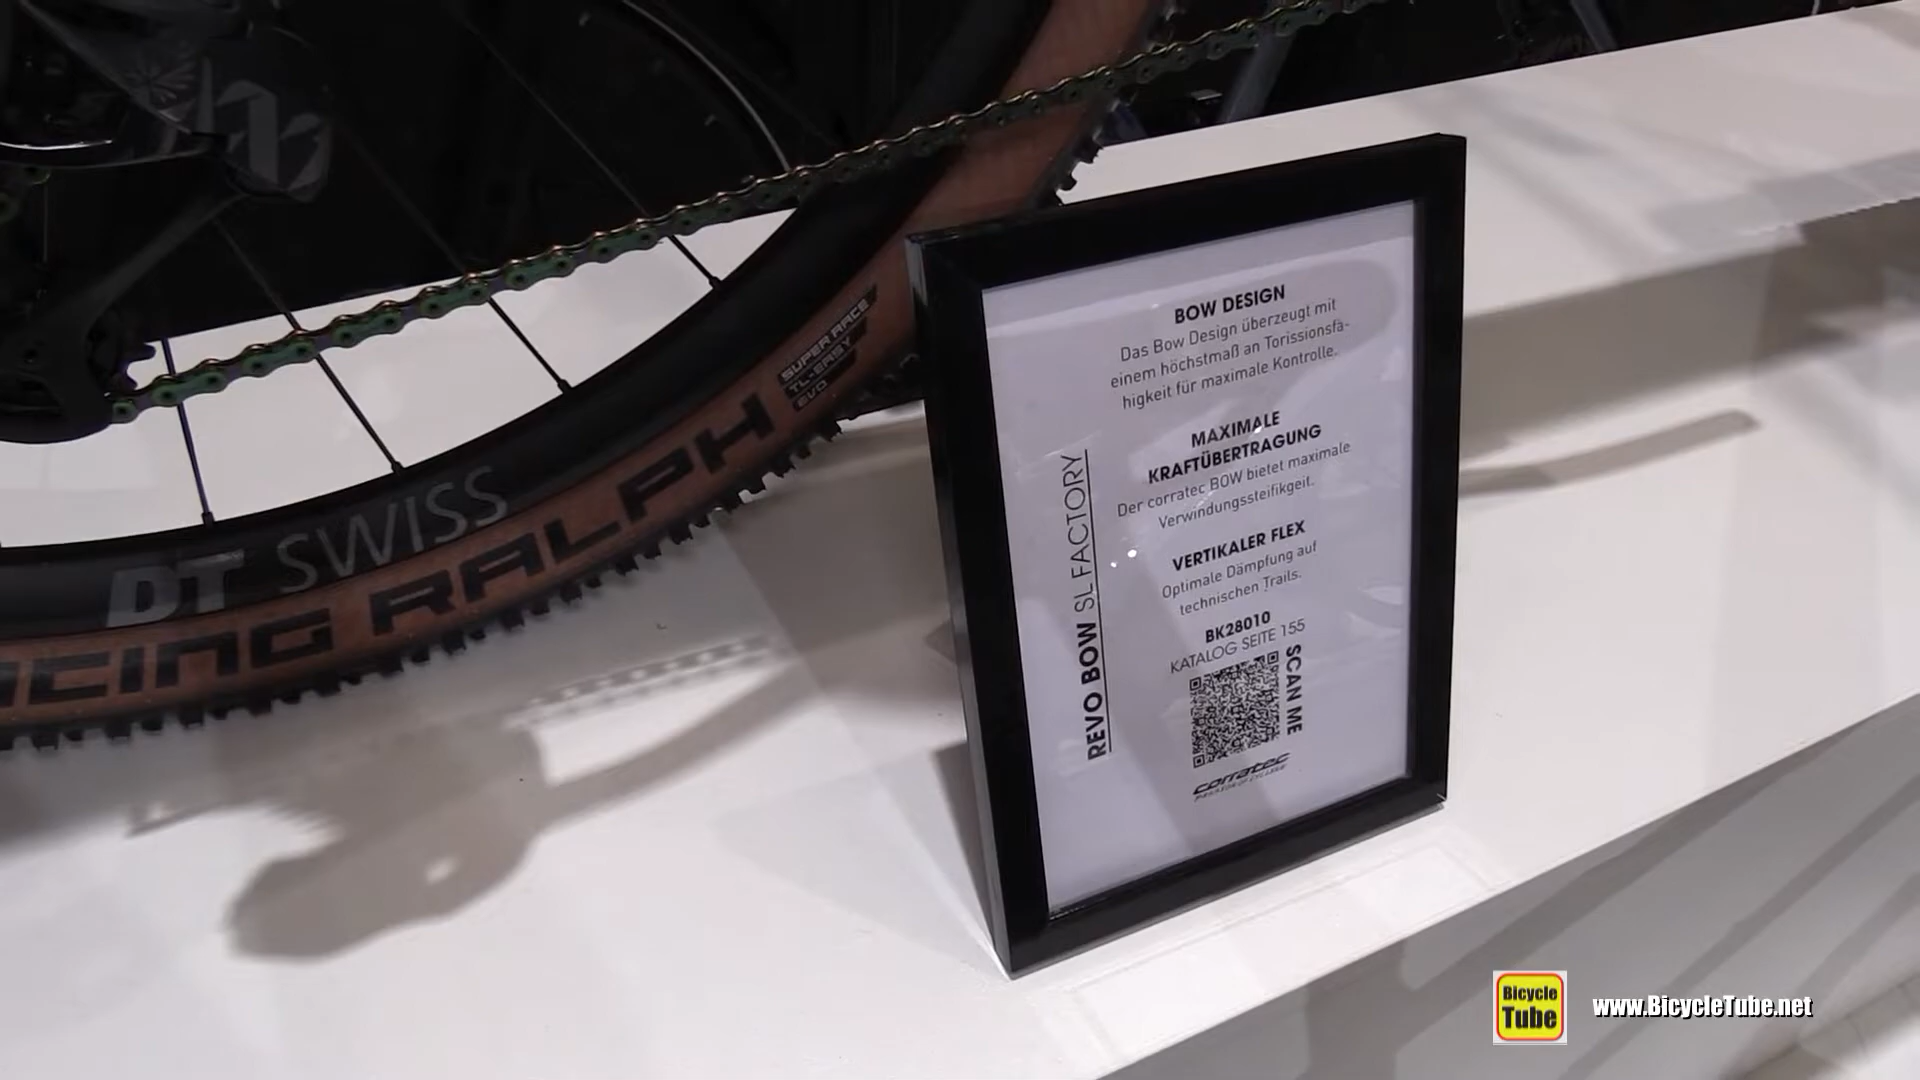 BOW DESIGN
Das Bow Design überzeugt mit
einem höchstmaß an Torissionsfä-
higkeit für maximale Kontrolle.
MAXIMALE
KRAFTÜBERTRAGUNG
Der corratec BOW bietet maximale
Verwindungssteifikgeit.
VERTIKALER FLEX
Optimale Dämpfung auf
technischen Trails.
BK28010
KATALOG SEITE 155
SCAN ME
corratec
REVO BOW SL FACTORY
SUPER RACE
TL-EASY
EVO
DT SWISS
RALPH
Bicycle
Tube
www.BicycleTube.net